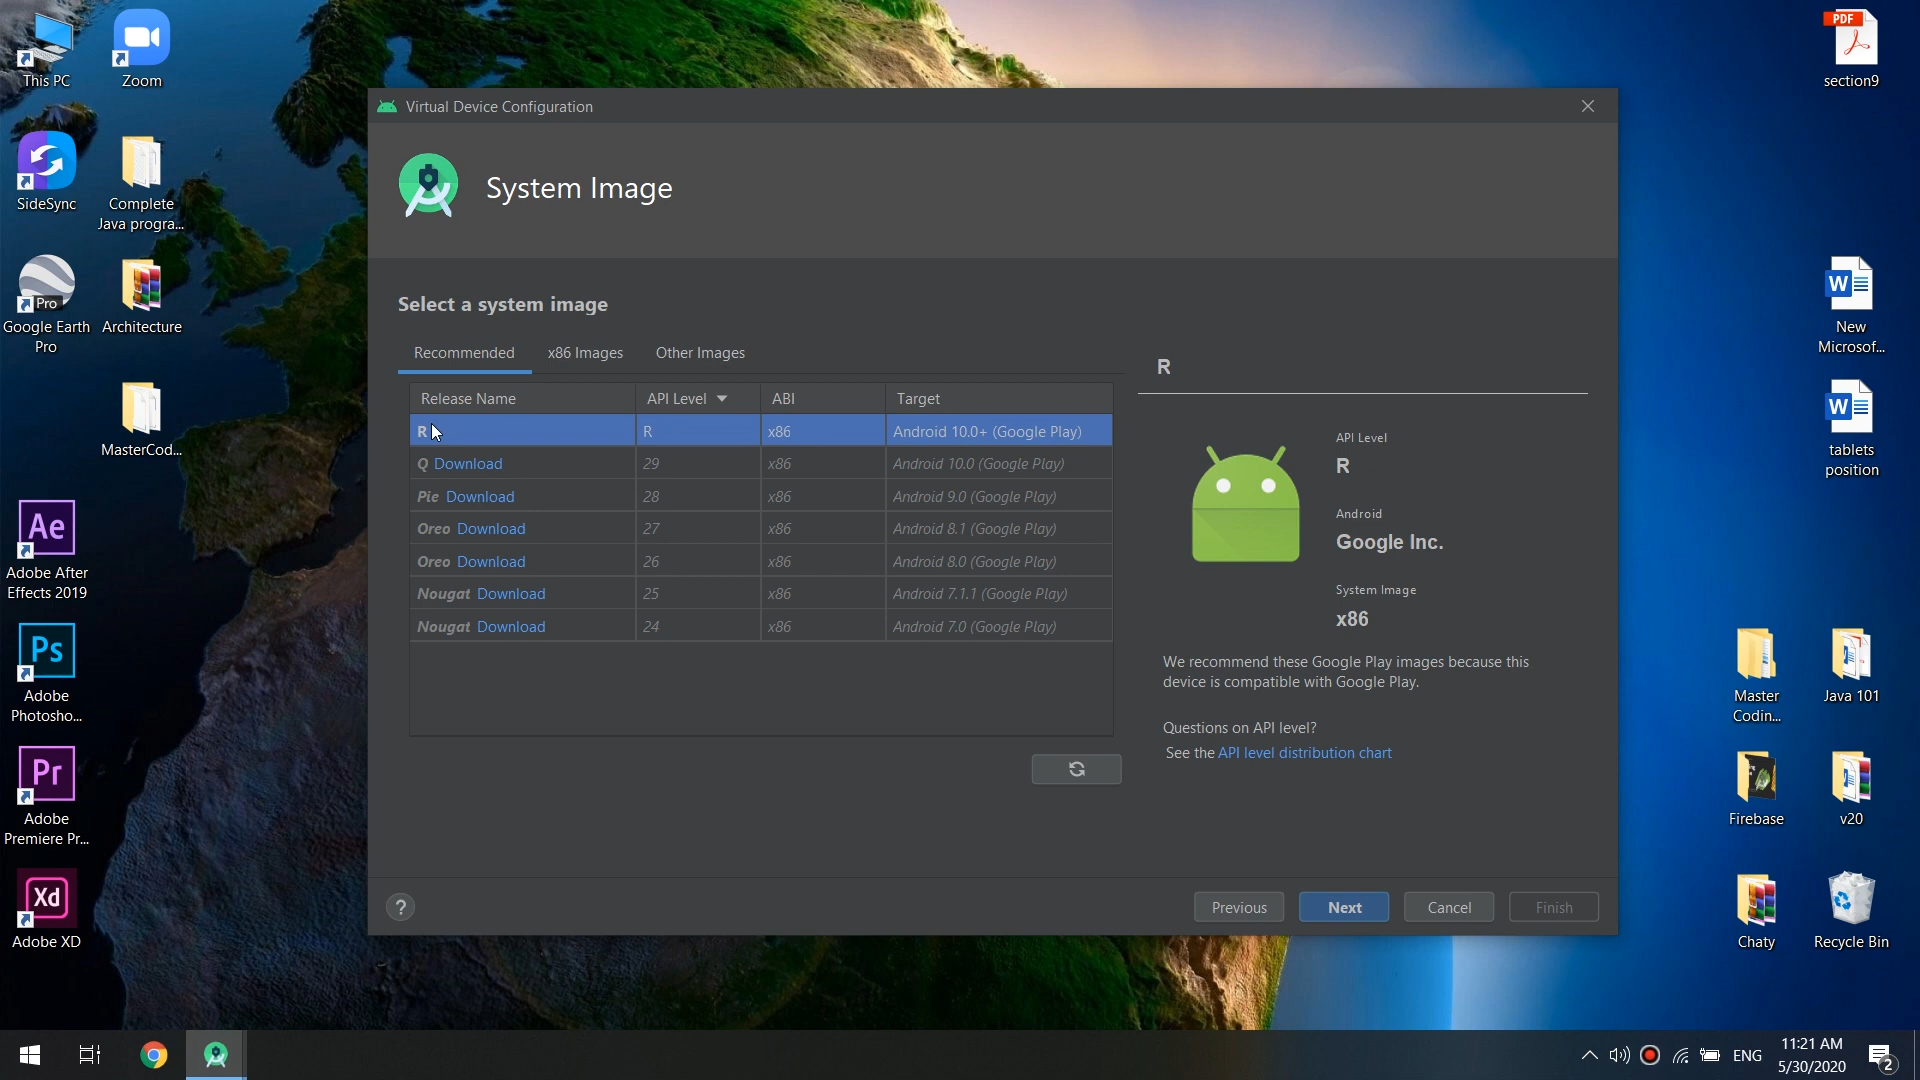 This PC
Zoom
SideSync
Complete
Java progra...
Pro
Google Earth
Pro
Architecture
MasterCod...
Ae
Adobe After
Effects 2019
Ps
Adobe
Photosho...
Pr
Adobe
Premiere Pr...
Xd
Adobe XD
Virtual Device Configuration
System Image
Select a system image
Recommended x86 Images Other Images
Release Name API Level ABI Target
R R x86 Android 10.0+ (Google Play)
Q Download 29 x86 Android 10.0 (Google Play)
Pie Download 28 x86 Android 9.0 (Google Play)
Oreo Download 27 x86 Android 8.1 (Google Play)
Oreo Download 26 x86 Android 8.0 (Google Play)
Nougat Download 25 x86 Android 7.1.1 (Google Play)
Nougat Download 24 x86 Android 7.0 (Google Play)
R
API Level
R
Android
Google Inc.
System Image
x86
We recommend these Google Play images because this
device is compatible with Google Play.
Questions on API level?
See the API level distribution chart
? Previous Next Cancel Finish
PDF
section9
W
New
Microsof...
W
tablets
position
Master
Codin...
Java 101
Firebase
v20
Chaty
Recycle Bin
ENG
11:21 AM
5/30/2020
2